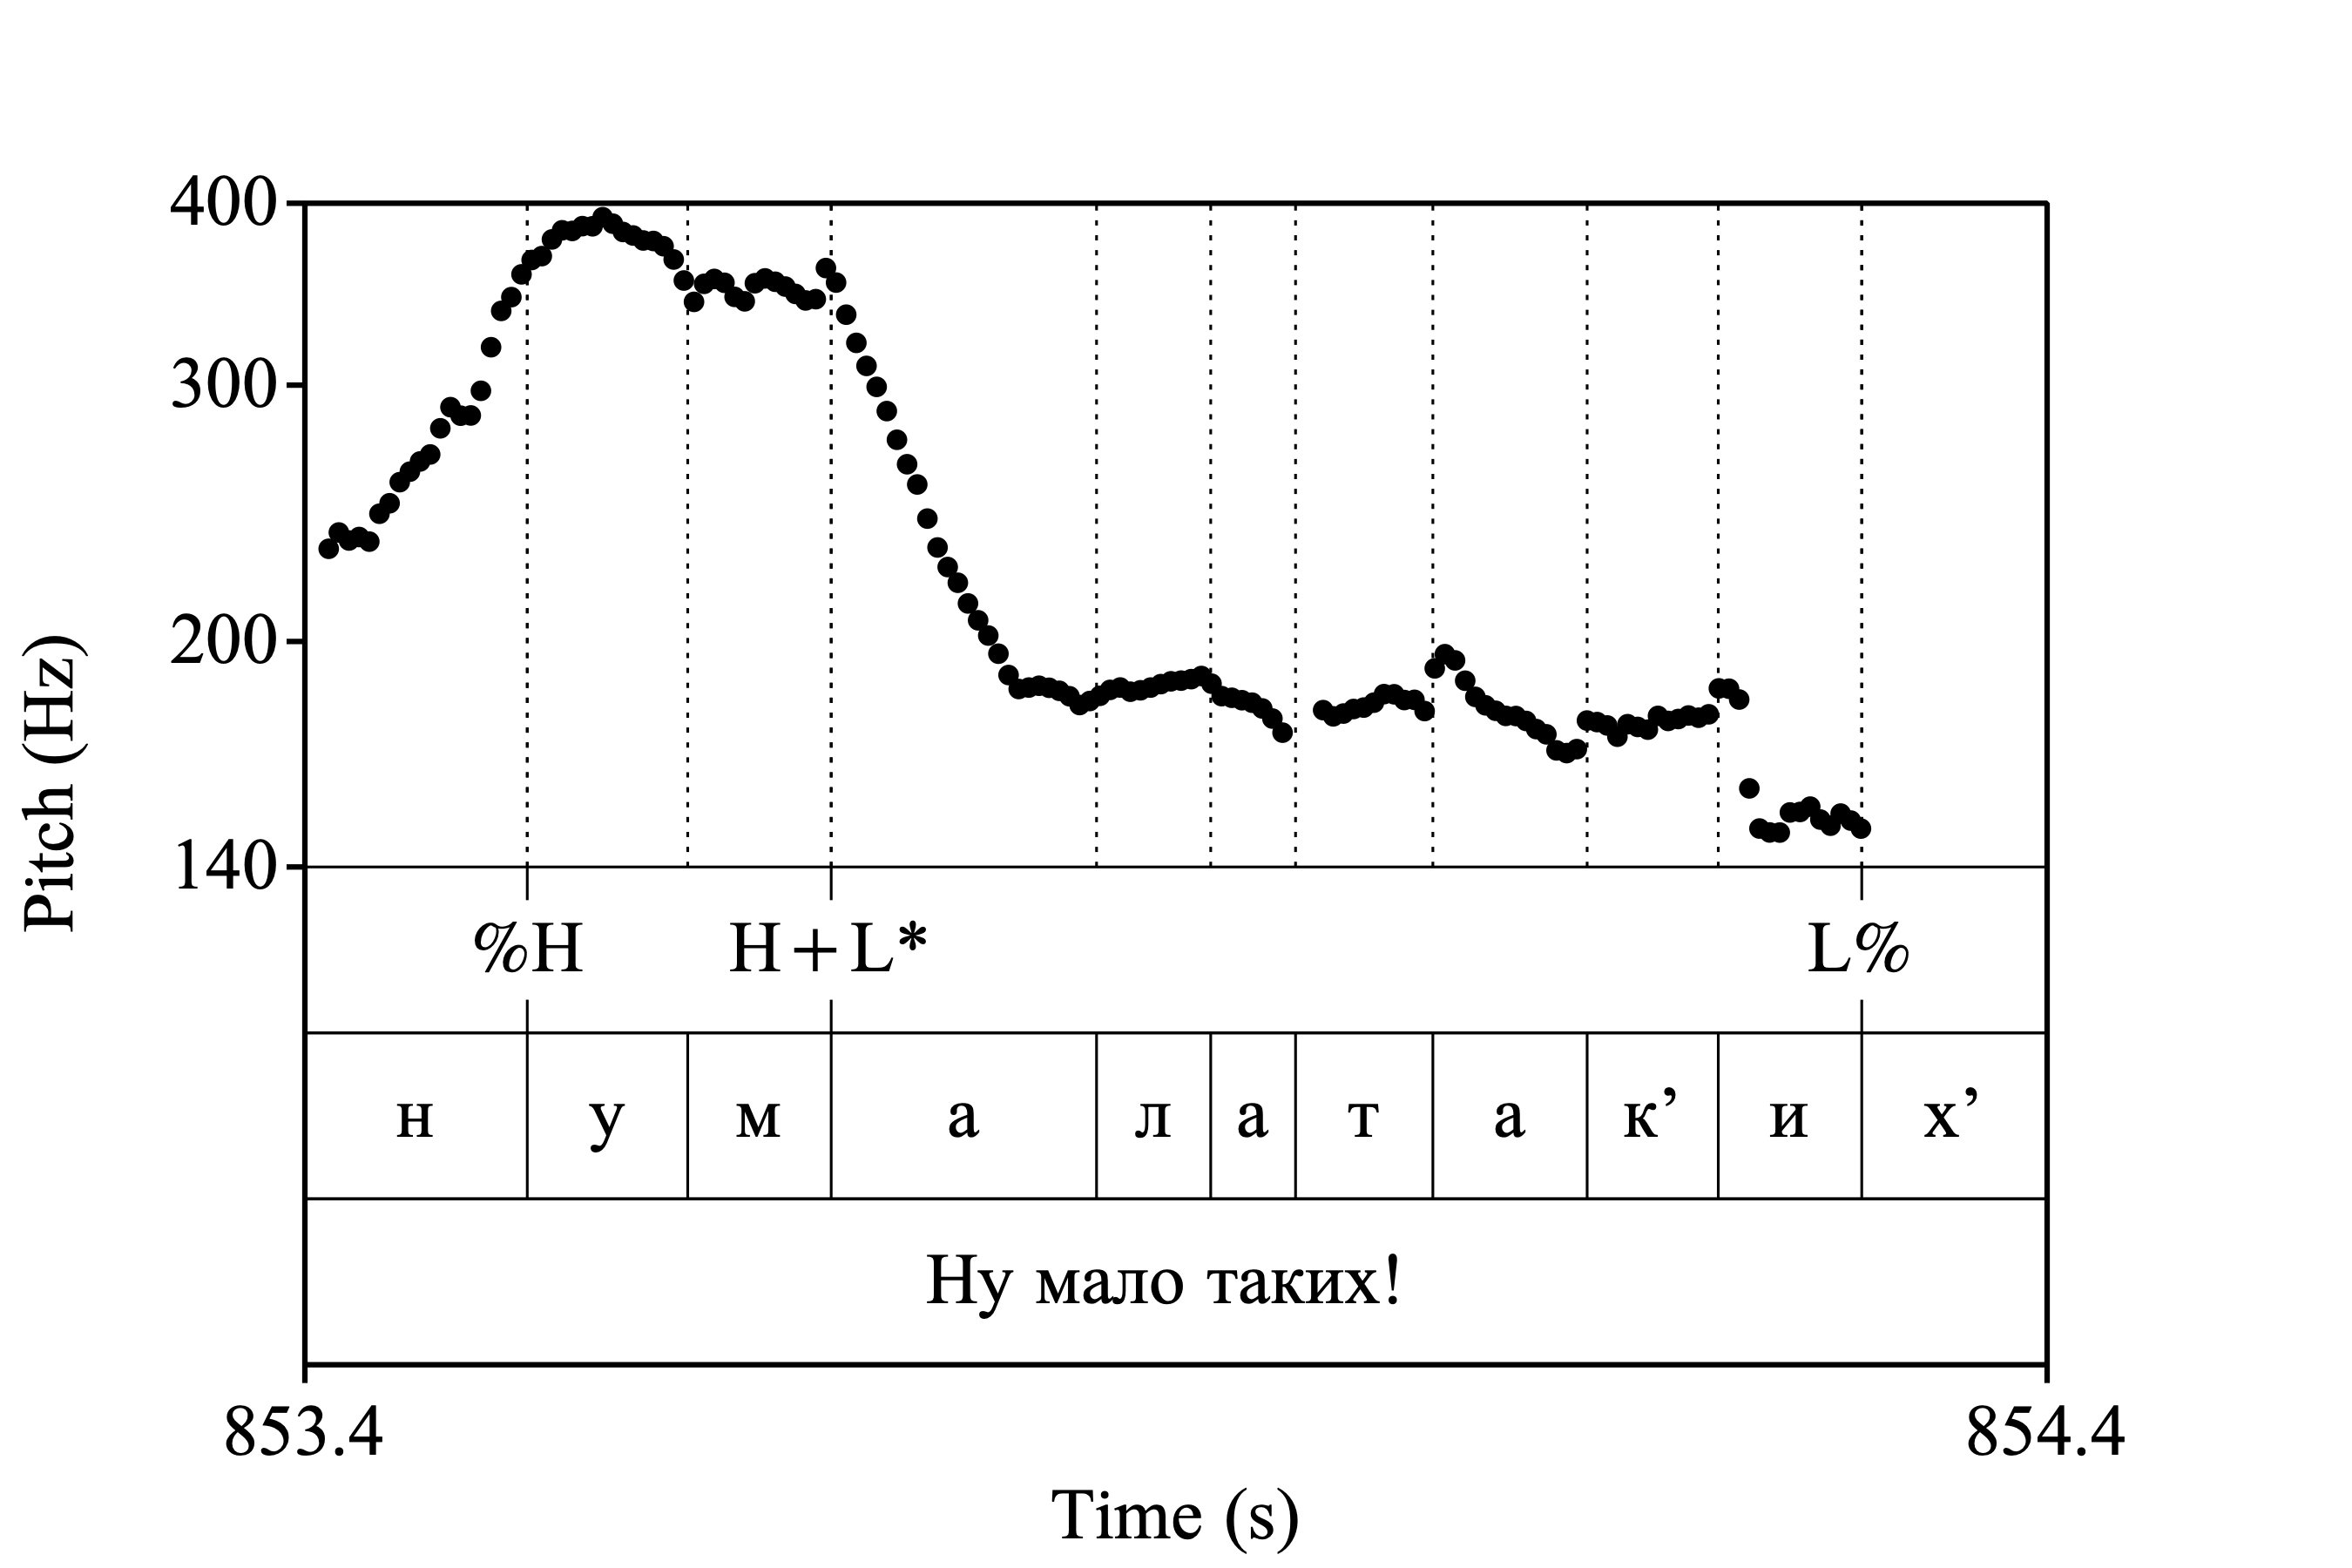 400
300
200
140
Pitch (Hz)
%H H+L* L%
н у м а л а т а к’ и х’
Ну мало таких!
853.4 854.4
Time (s)